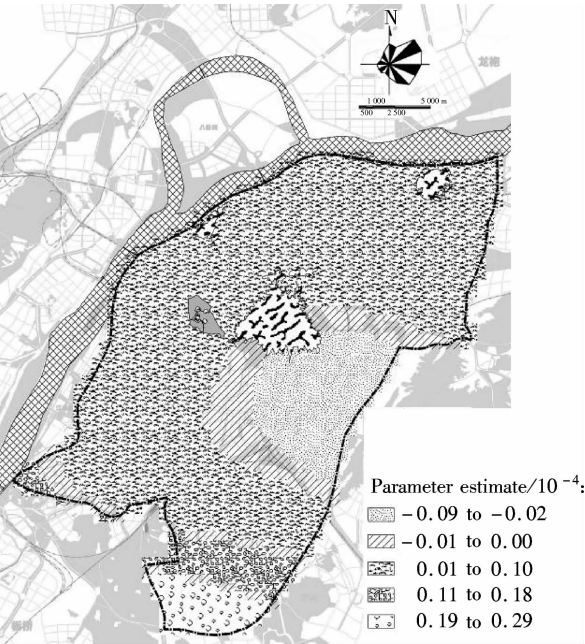 N
龙袍
1 000 5 000 m
500 2 500
八卦洲
Parameter estimate/10⁻⁴:
-0.09 to -0.02
-0.01 to 0.00
0.01 to 0.10
0.11 to 0.18
0.19 to 0.29